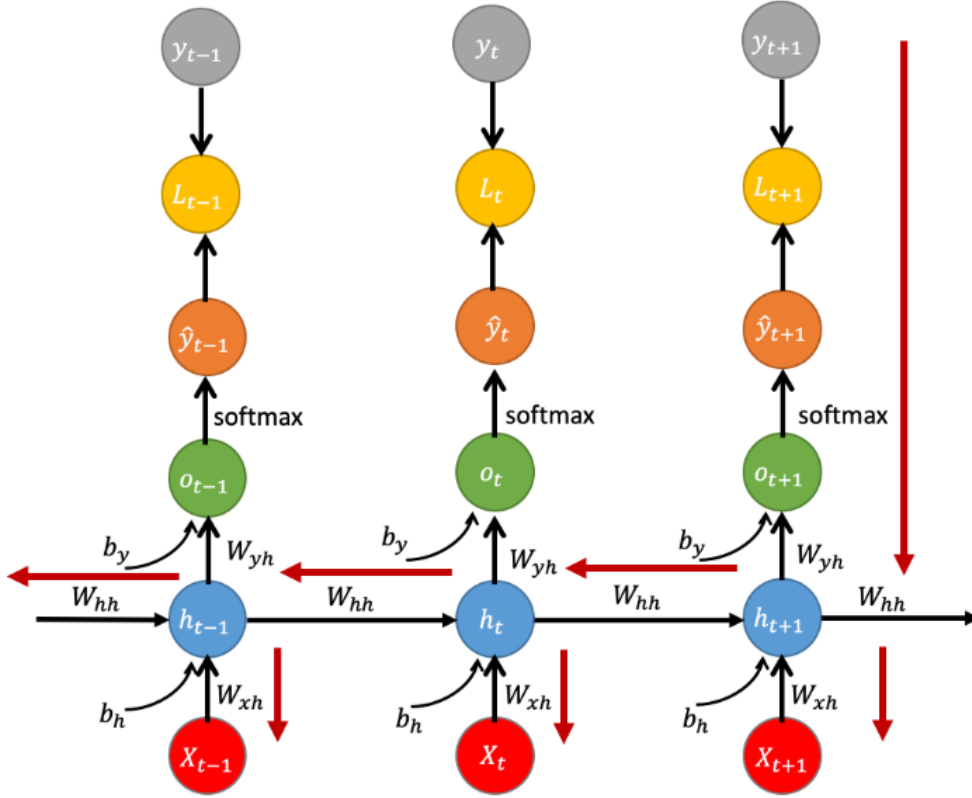 y_{t−1} y_t y_{t+1}
L_{t−1} L_t L_{t+1}
ŷ_{t−1} ŷ_t ŷ_{t+1}
softmax softmax softmax
o_{t−1} o_t o_{t+1}
b_y W_{yh} b_y W_{yh} b_y W_{yh}
W_{hh} h_{t−1} W_{hh} h_t W_{hh} h_{t+1} W_{hh}
b_h W_{xh} b_h W_{xh} b_h W_{xh}
X_{t−1} X_t X_{t+1}